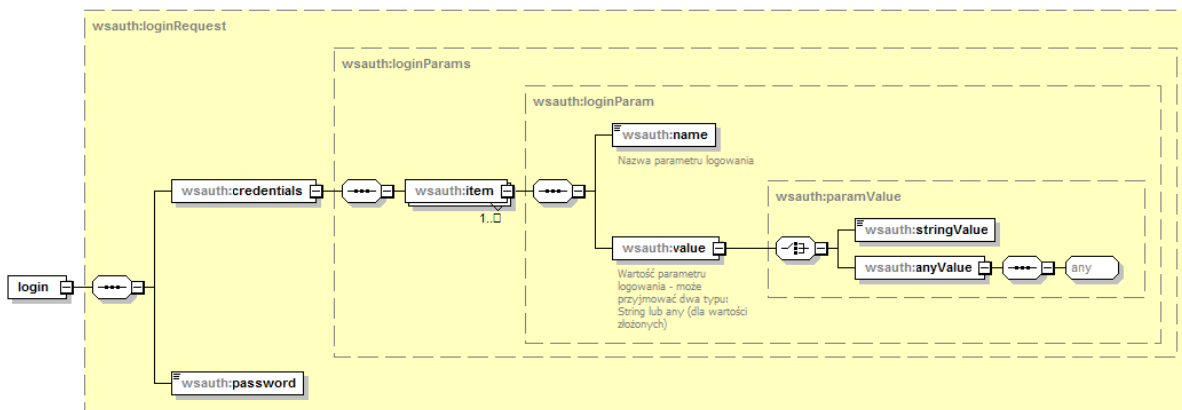 wsauth:loginRequest
wsauth:loginParams
wsauth:loginParam
wsauth:name
Nazwa parametru logowania
wsauth:credentials
wsauth:item
1..
wsauth:paramValue
wsauth:stringValue
wsauth:value
wsauth:anyValue
any
Wartość parametru
logowania - może
przyjmować dwa typu:
String lub any (dla wartości
złożonych)
login
wsauth:password